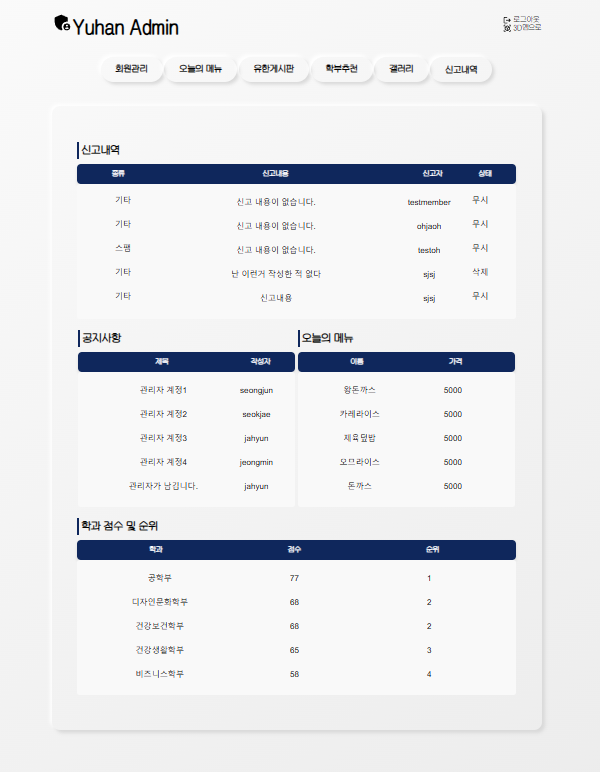 Yuhan Admin
로그아웃
3D맵으로
회원관리 오늘의 메뉴 유한게시판 학부추천 갤러리 신고내역
신고내역
종류 신고내용 신고자 상태
기타 신고 내용이 없습니다. testmember 무시
기타 신고 내용이 없습니다. ohjaoh 무시
스팸 신고 내용이 없습니다. testoh 무시
기타 난 이런거 작성한 적 없다 sjsj 삭제
기타 신고내용 sjsj 무시
공지사항
제목 작성자
관리자 계정1 seongjun
관리자 계정2 seokjae
관리자 계정3 jahyun
관리자 계정4 jeongmin
관리자가 남깁니다. jahyun
오늘의 메뉴
이름 가격
왕돈까스 5000
카레라이스 5000
제육덮밥 5000
오므라이스 5000
돈까스 5000
학과 점수 및 순위
학과 점수 순위
공학부 77 1
디자인문화학부 68 2
건강보건학부 68 2
건강생활학부 65 3
비즈니스학부 58 4